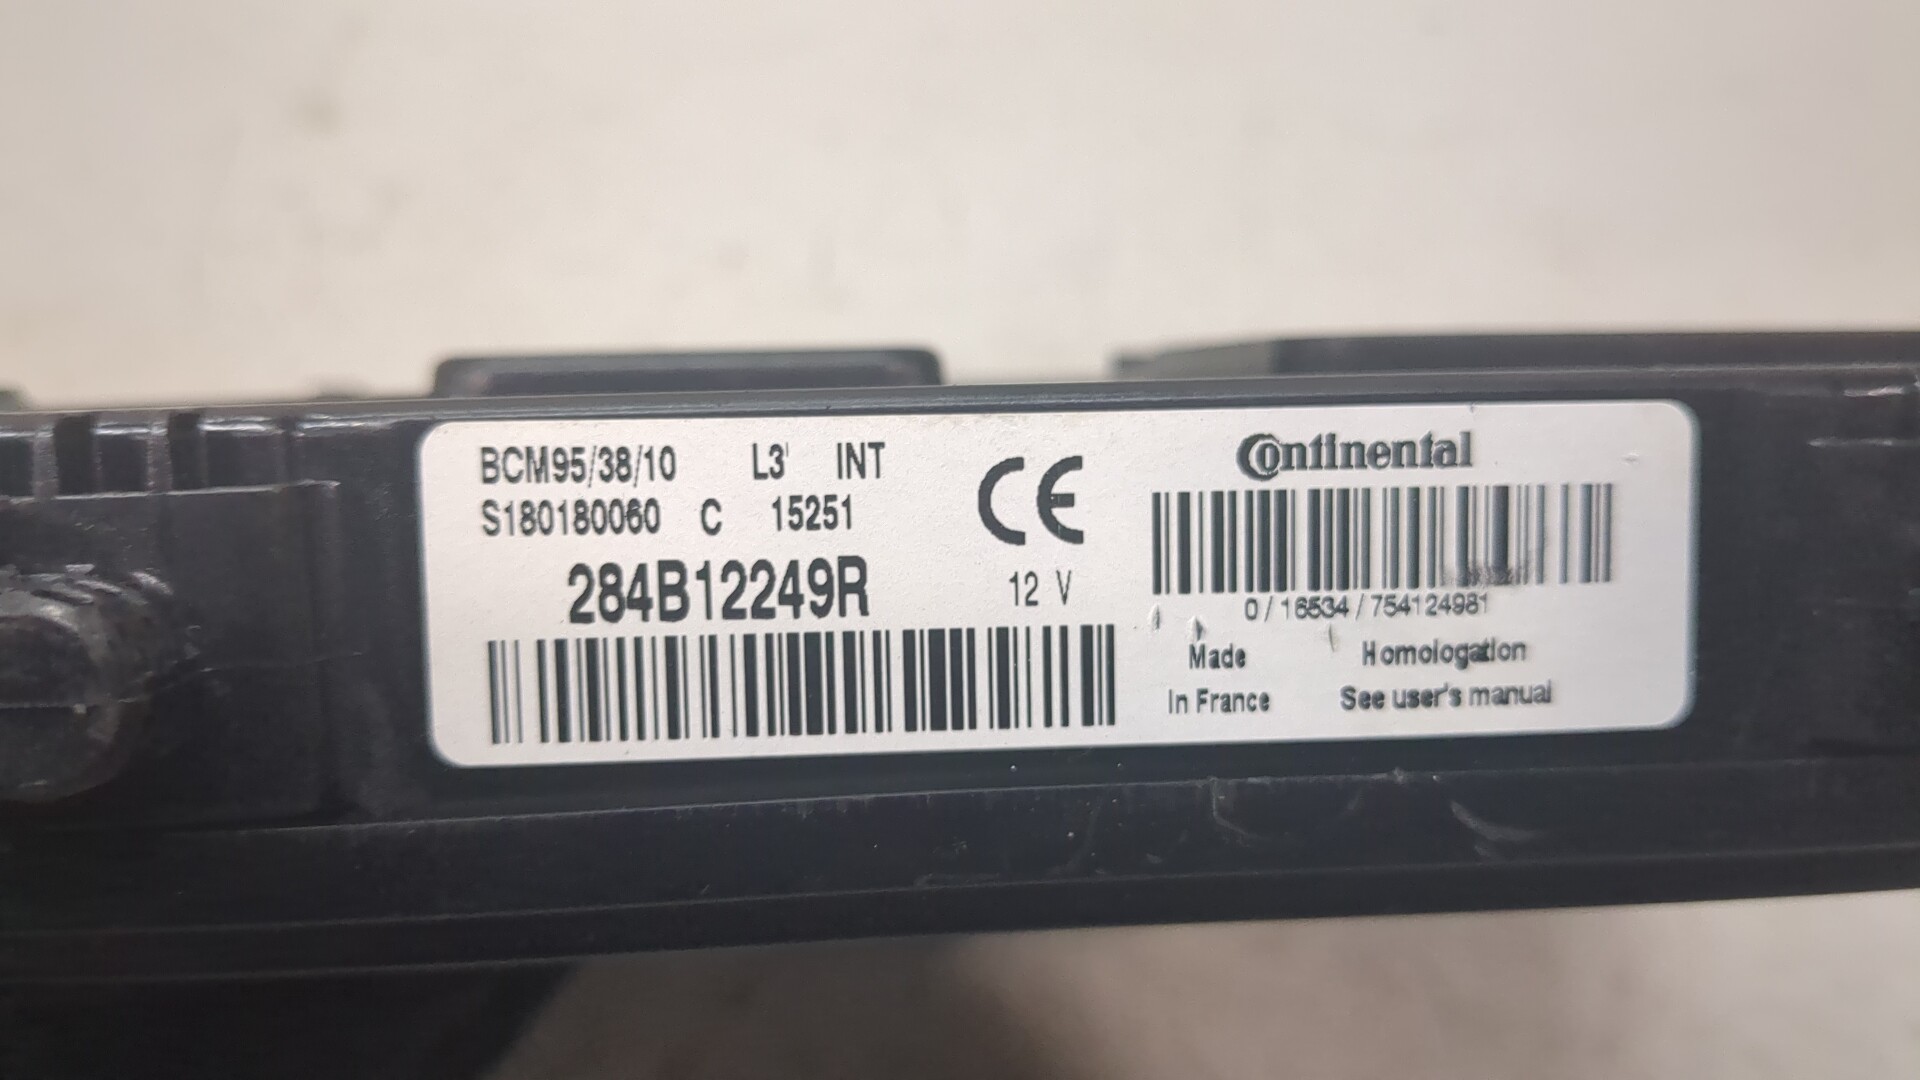 BCM95/38/10 L3' INT
S180180060 C 15251
284B12249R
CE
12 V
Continental
0/16534/754124981
Made
In France
Homologation
See user's manual